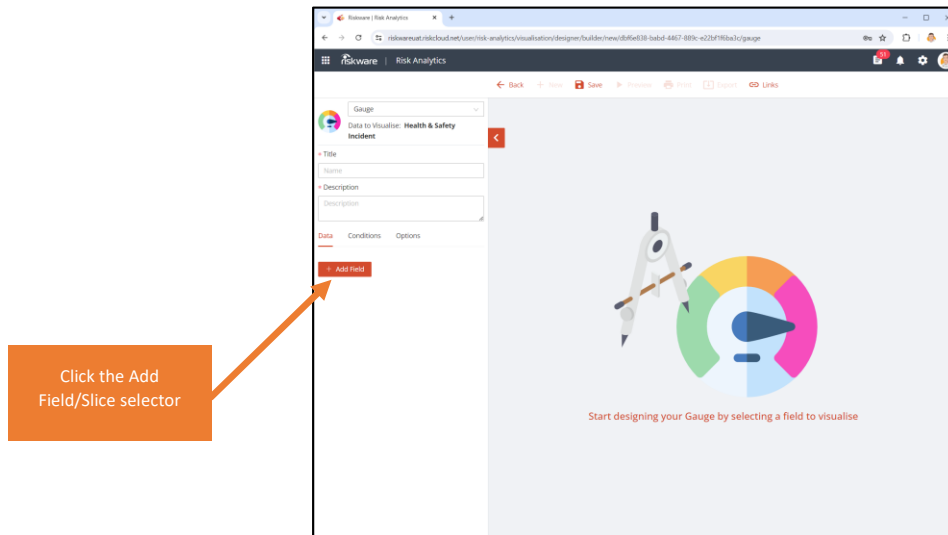 Riskware | Risk Analytics
riskwareuat.riskcloud.net/user/risk-analytics/visualisation/designer/builder/new/dbf6e838-babd-4467-889c-e22bf1f6ba3c/gauge
riskware | Risk Analytics
51
Back + New Save Preview Print Export Links
Gauge
Data to Visualise: Health & Safety
Incident
* Title
Name
* Description
Description
Data Conditions Options
+ Add Field
Click the Add
Field/Slice selector
Start designing your Gauge by selecting a field to visualise